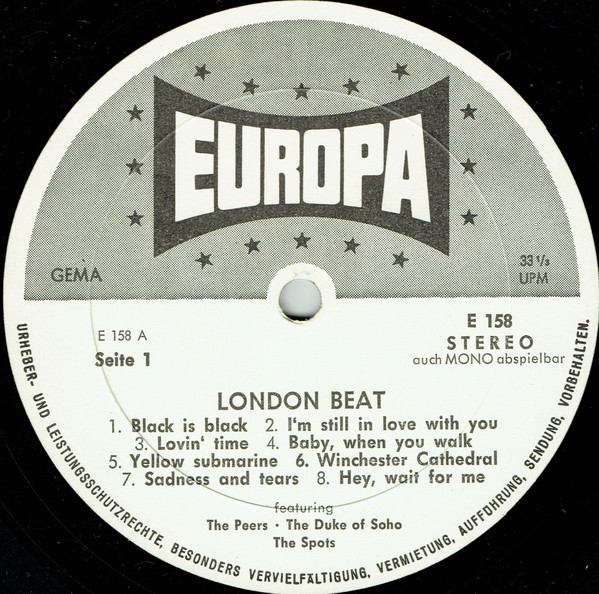 EUROPA
GEMA
33 1/3
UPM
E 158 A
Seite 1
E 158
STEREO
auch MONO abspielbar
LONDON BEAT
1. Black is black 2. I'm still in love with you
3. Lovin' time 4. Baby, when you walk
5. Yellow submarine 6. Winchester Cathedral
7. Sadness and tears 8. Hey, wait for me
featuring
The Peers · The Duke of Soho
The Spots
URHEBER- UND LEISTUNGSSCHUTZRECHTE, BESONDERS VERVIELFÄLTIGUNG, VERMIETUNG, AUFFÜHRUNG, SENDUNG, VORBEHALTEN.